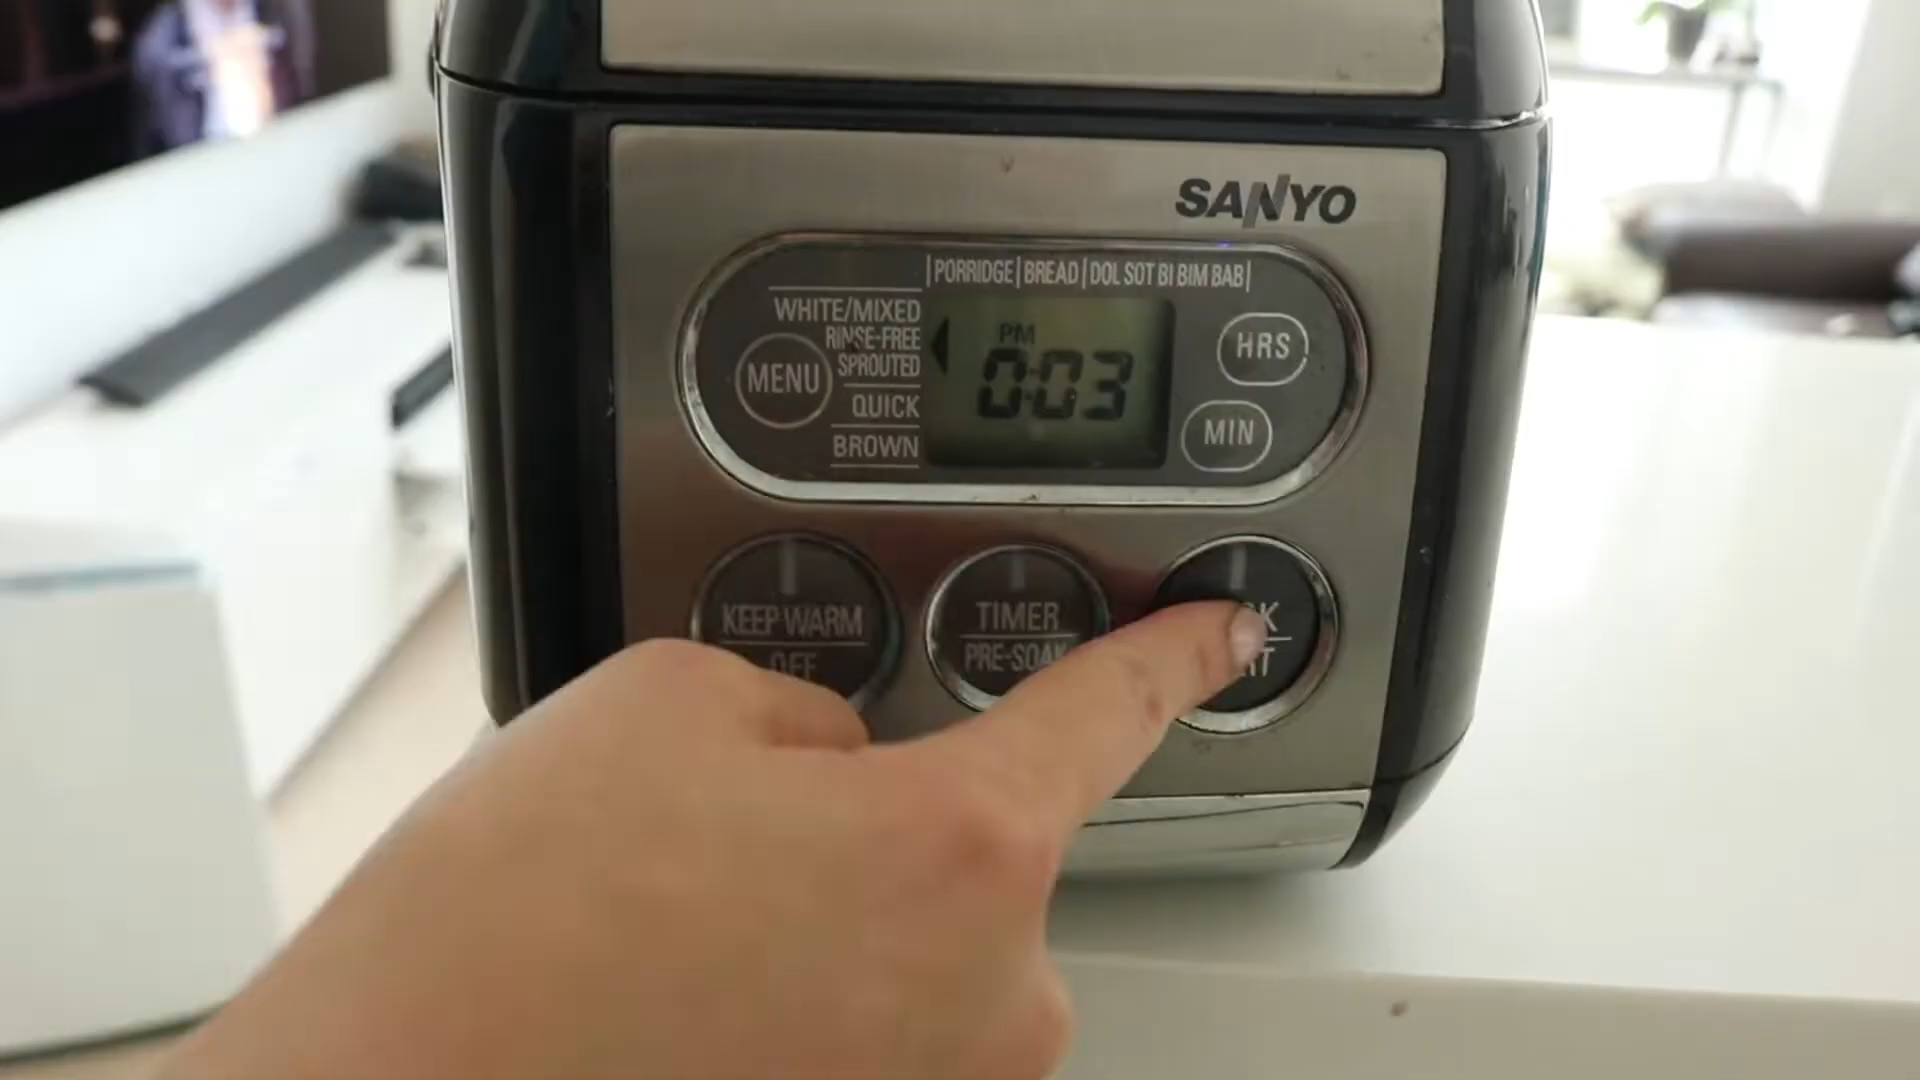 SANYO
|PORRIDGE|BREAD|DOL SOT BI BIM BAB|
WHITE/MIXED
RINSE-FREE
SPROUTED
QUICK
BROWN
MENU
PM
0:03
HRS
MIN
KEEP WARM
OFF
TIMER
PRE-SOAK